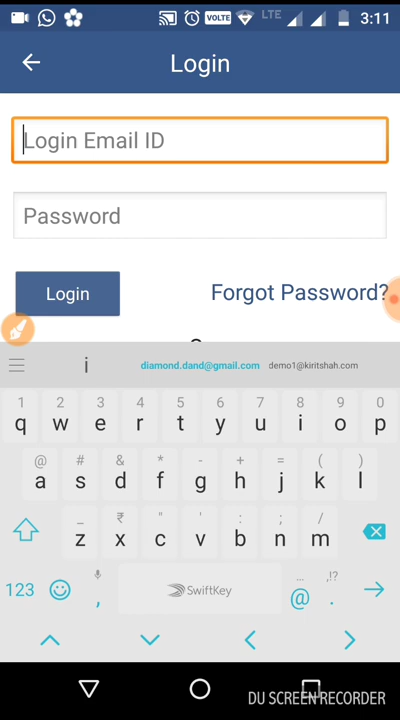 VOLTE LTE 3:11
Login
Login Email ID
Password
Login Forgot Password?
i diamond.dand@gmail.com demo1@kiritshah.com
1 2 3 4 5 6 7 8 9 0
q w e r t y u i o p
@ # & * - + = ( )
a s d f g h j k l
_ ₹ " ' : ; /
z x c v b n m
123 , SwiftKey @ ... ,!? .
DU SCREEN RECORDER